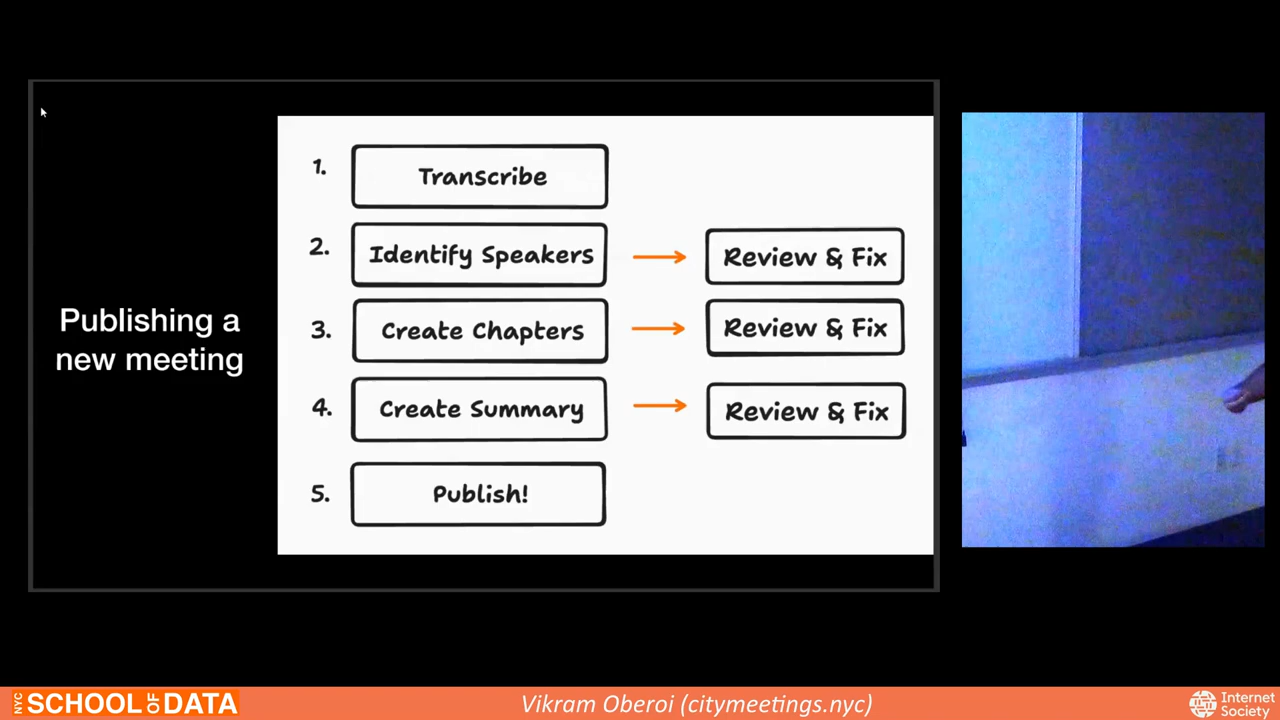 Publishing a
new meeting
1. Transcribe
2. Identify Speakers → Review & Fix
3. Create Chapters → Review & Fix
4. Create Summary → Review & Fix
5. Publish!
NYC SCHOOL OF DATA
Vikram Oberoi (citymeetings.nyc)
Internet
Society